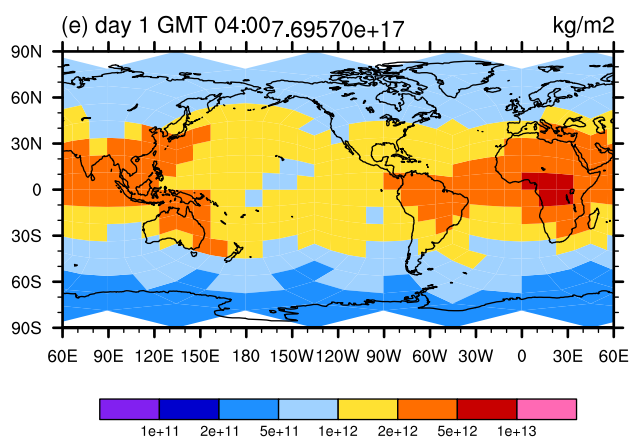 (e) day 1 GMT 04:00 7.69570e+17 kg/m2
90N
60N
30N
0
30S
60S
90S
60E 90E 120E 150E 180 150W 120W 90W 60W 30W 0 30E 60E
1e+11 2e+11 5e+11 1e+12 2e+12 5e+12 1e+13